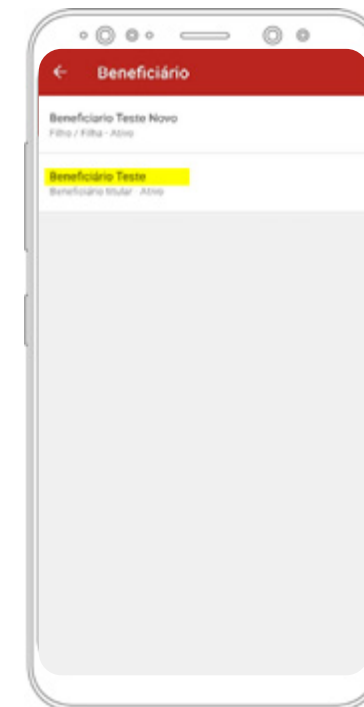 Beneficiário
Beneficiario Teste Novo
Filho / Filha - Ativo
Beneficiário Teste
Beneficiário titular - Ativo